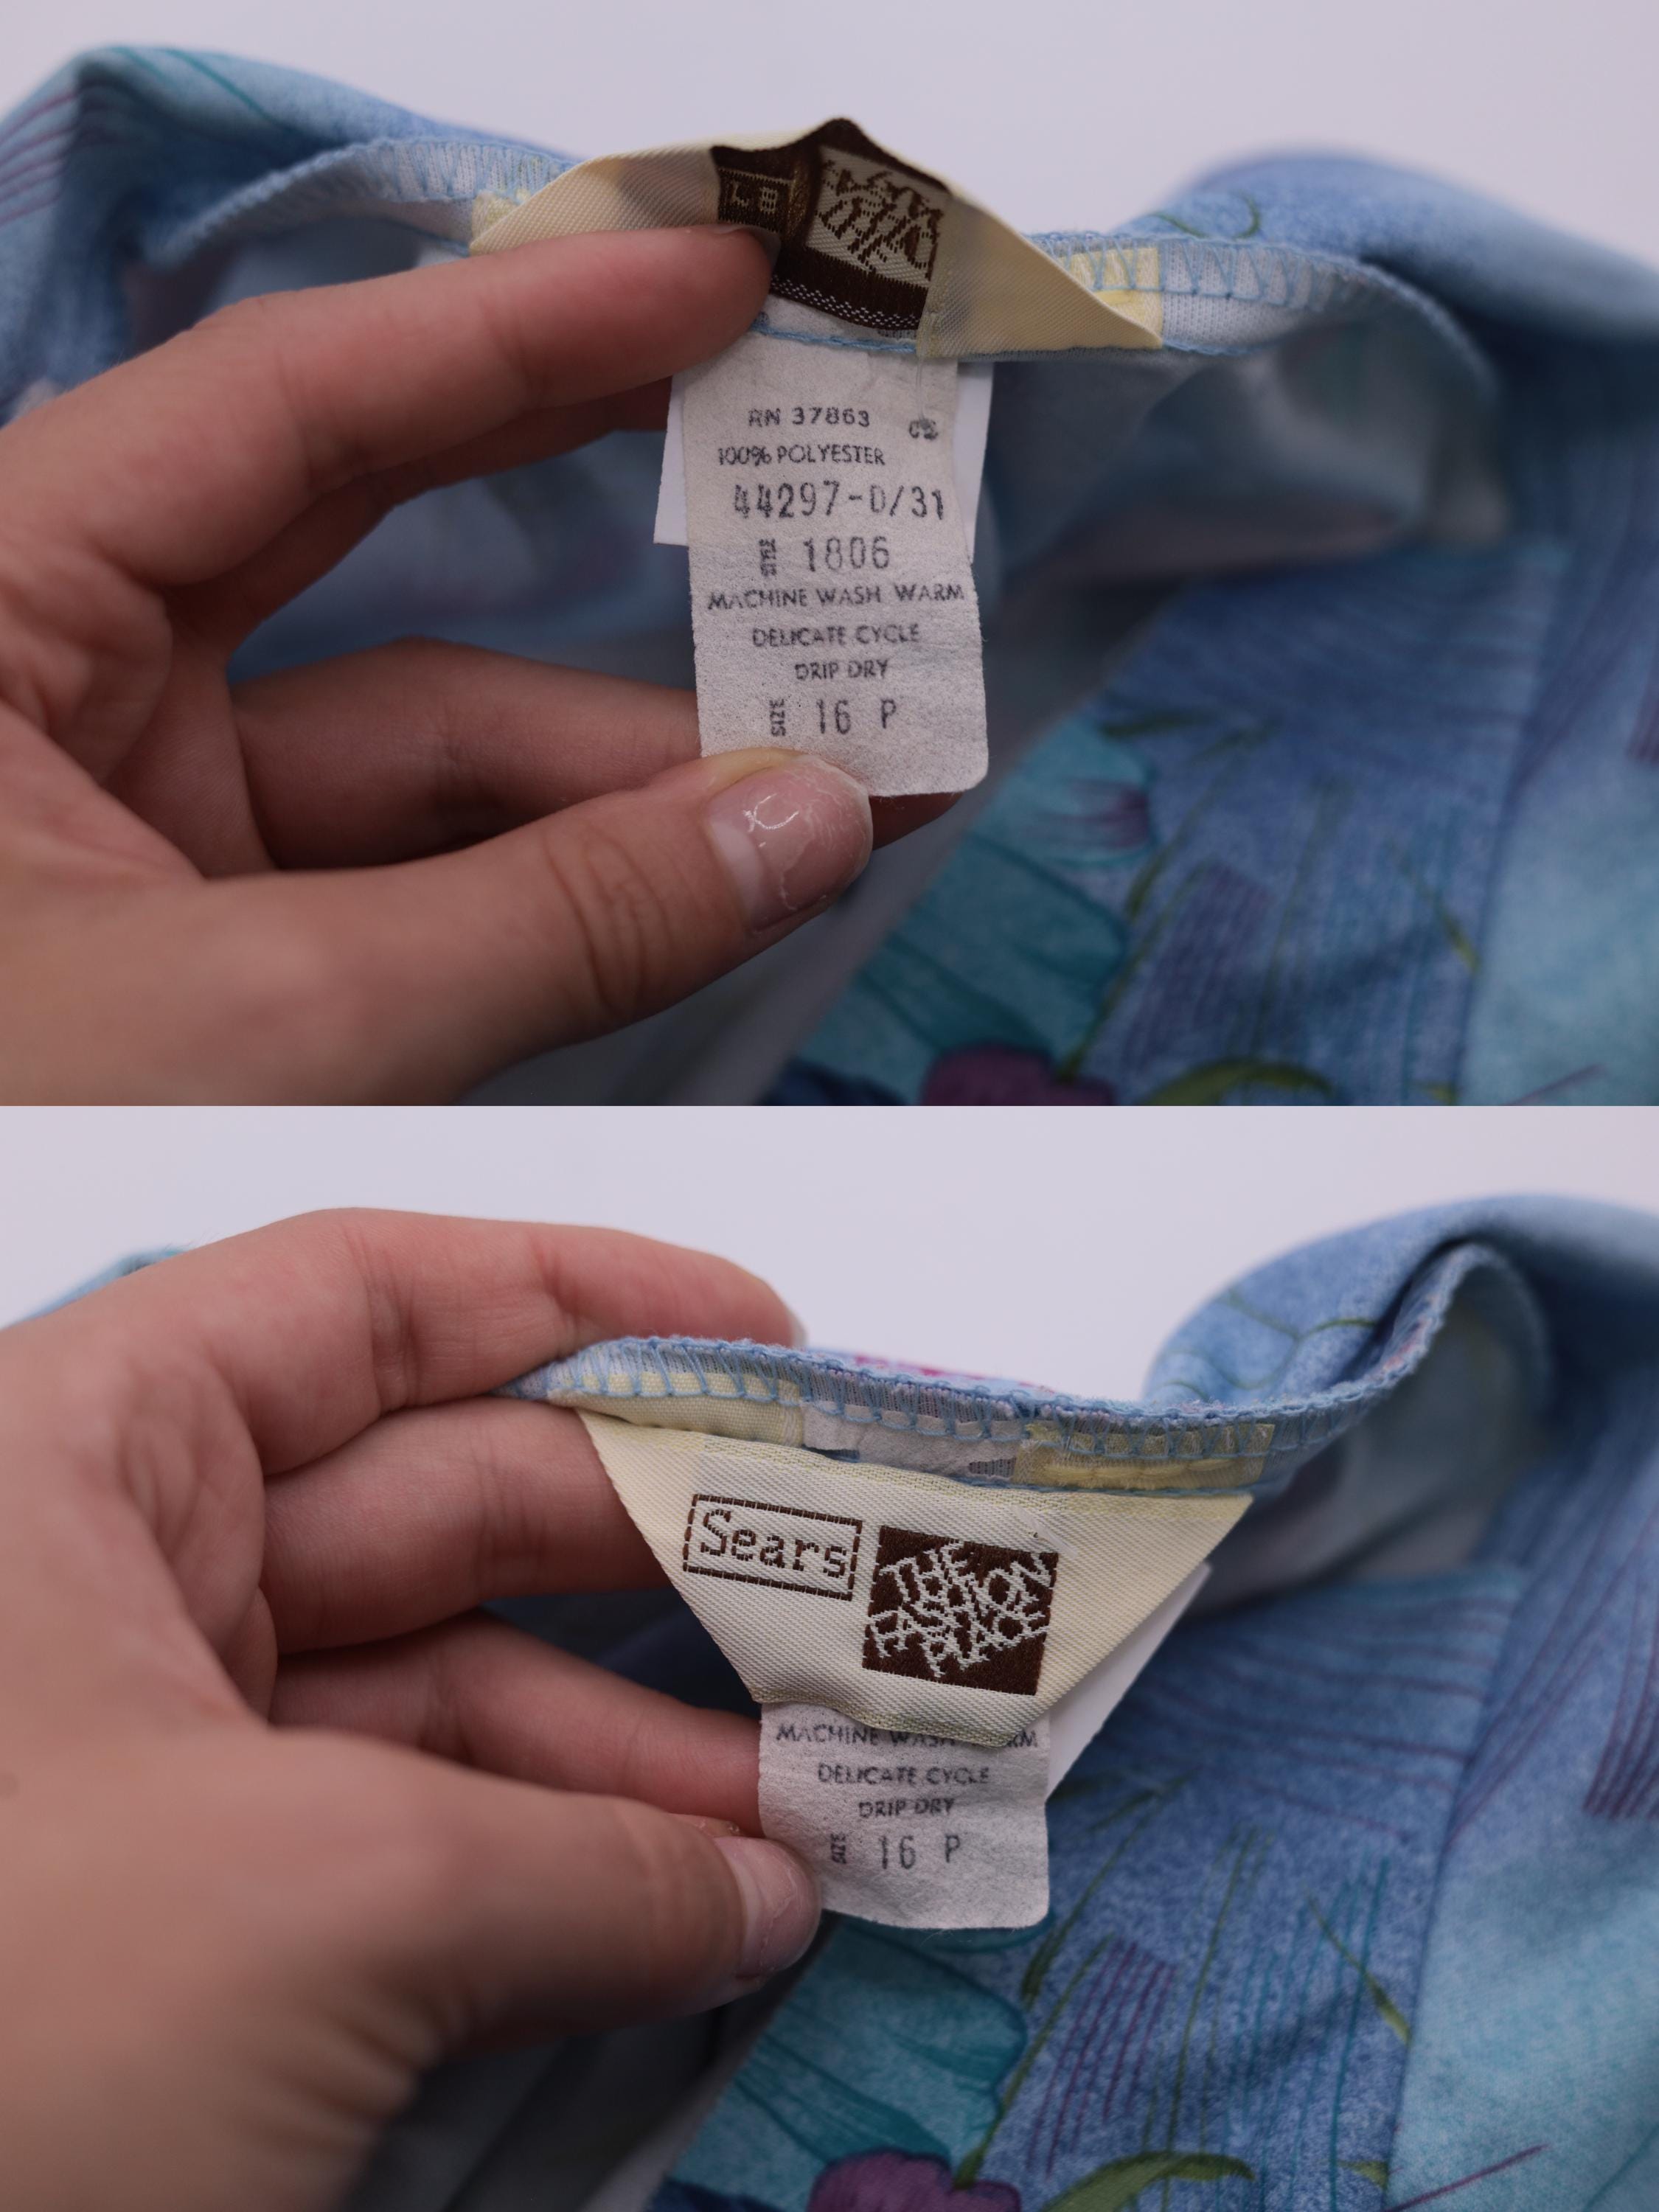 RN 37863
100% POLYESTER
44297-D/31
STYLE 1806
MACHINE WASH WARM
DELICATE CYCLE
DRIP DRY
SIZE 16 P
Sears
THE
FASHION
PLACE
MACHINE WASH
DELICATE CYCLE
DRIP DRY
SIZE 16 P